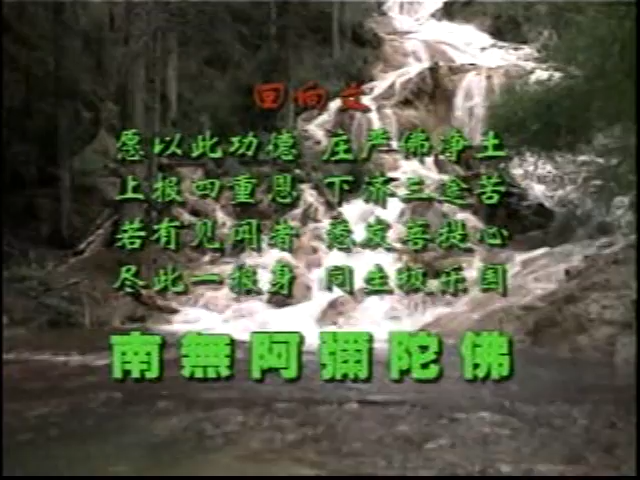 回向文
愿以此功德 庄严佛净土
上报四重恩 下济三途苦
若有见闻者 悉发菩提心
尽此一报身 同生极乐国
南無阿彌陀佛